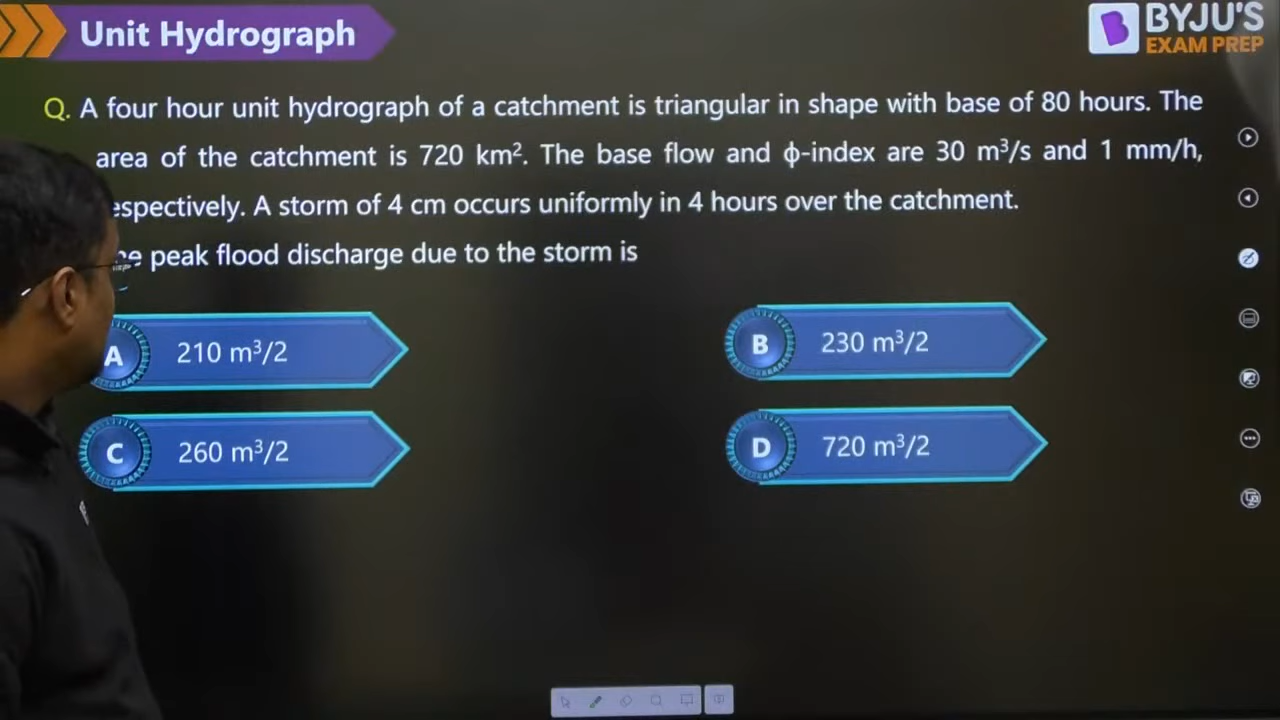 Unit Hydrograph
BYJU'S
EXAM PREP
Q. A four hour unit hydrograph of a catchment is triangular in shape with base of 80 hours. The
area of the catchment is 720 km². The base flow and ϕ-index are 30 m³/s and 1 mm/h,
espectively. A storm of 4 cm occurs uniformly in 4 hours over the catchment.
peak flood discharge due to the storm is
A 210 m³/2
B 230 m³/2
C 260 m³/2
D 720 m³/2